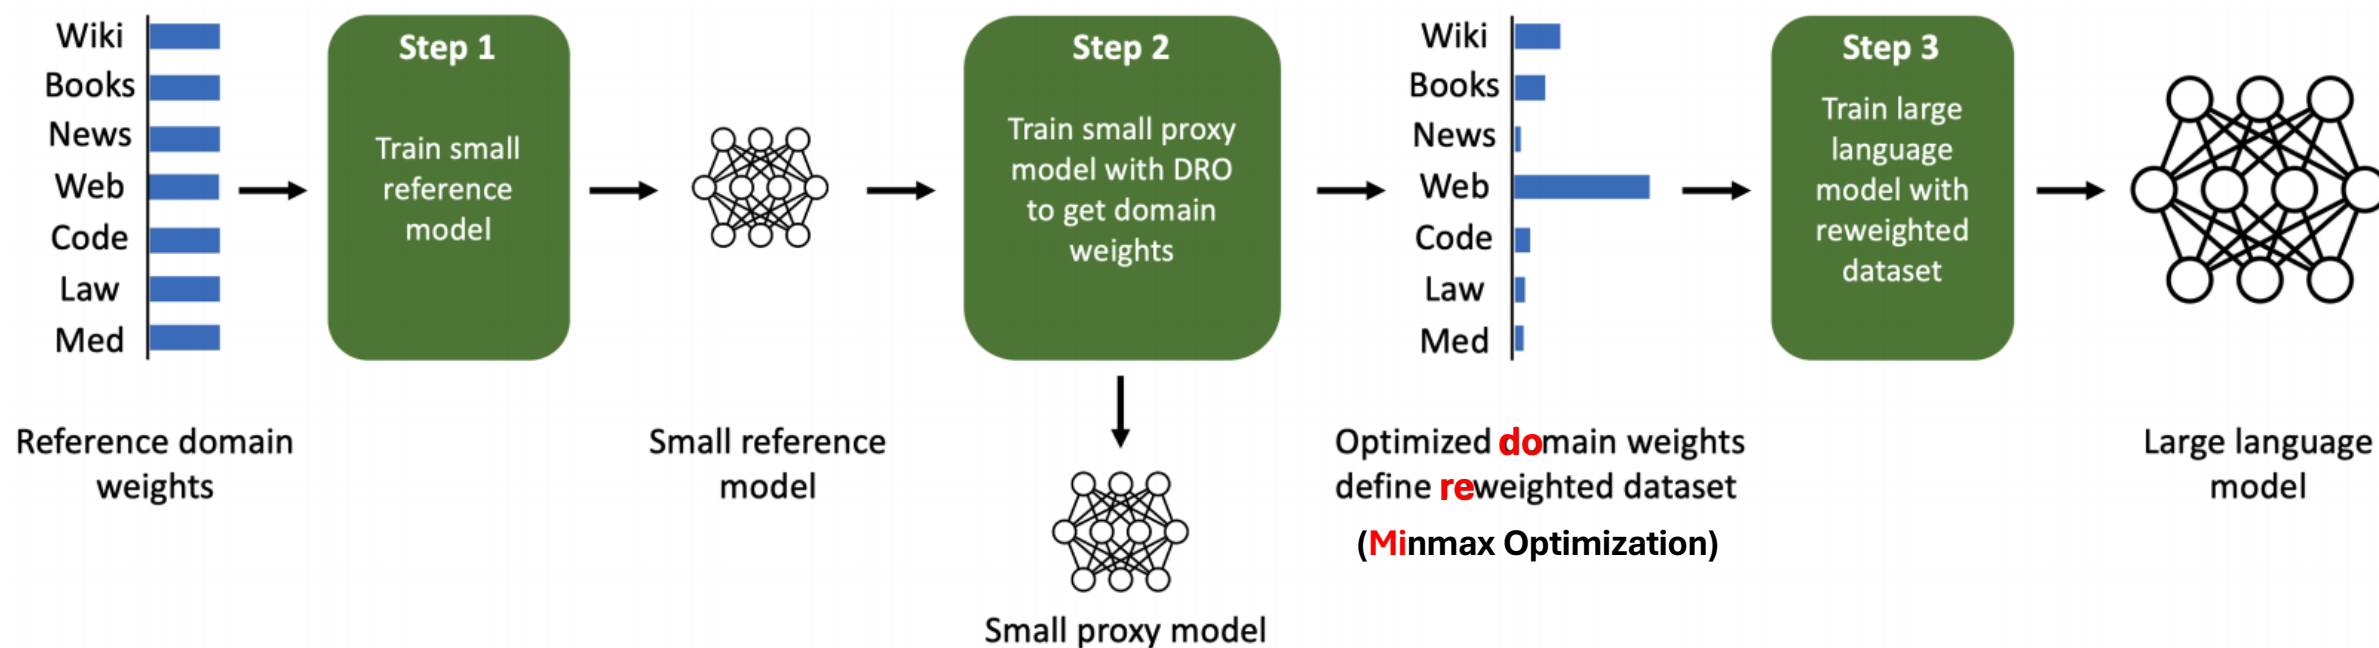 Wiki
Books
News
Web
Code
Law
Med
Reference domain
weights
Step 1
Train small
reference
model
Small reference
model
Step 2
Train small proxy
model with DRO
to get domain
weights
Small proxy model
Wiki
Books
News
Web
Code
Law
Med
Optimized domain weights
define reweighted dataset
(Minmax Optimization)
Step 3
Train large
language
model with
reweighted
dataset
Large language
model